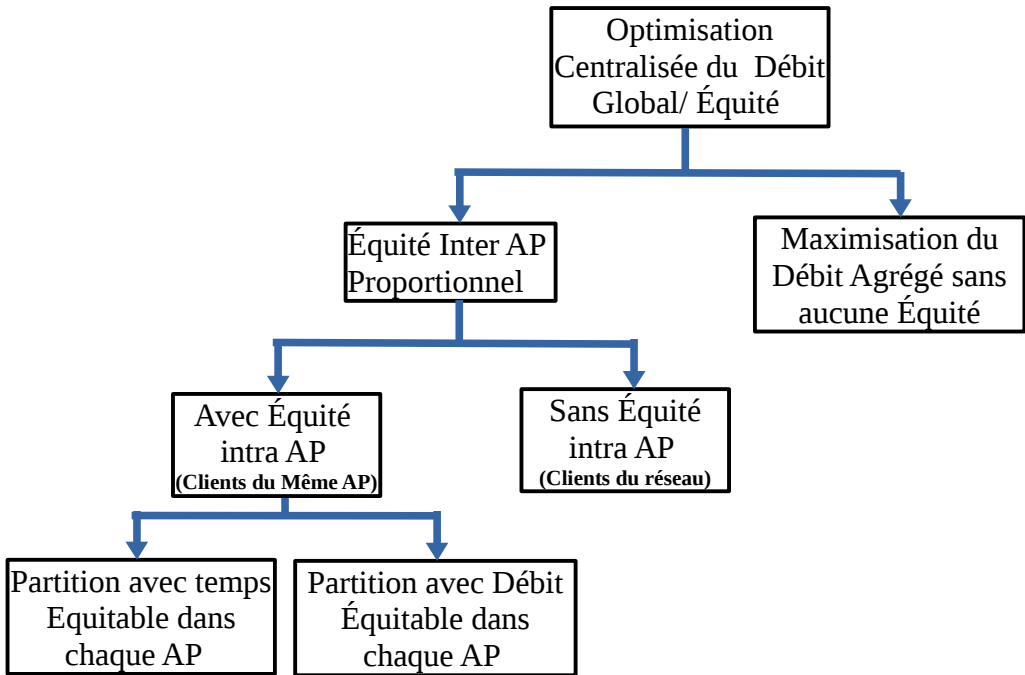 Optimisation
Centralisée du Débit
Global/ Équité
Équité Inter AP
Proportionnel
Maximisation du
Débit Agrégé sans
aucune Équité
Avec Équité
intra AP
(Clients du Même AP)
Sans Équité
intra AP
(Clients du réseau)
Partition avec temps
Equitable dans
chaque AP
Partition avec Débit
Équitable dans
chaque AP